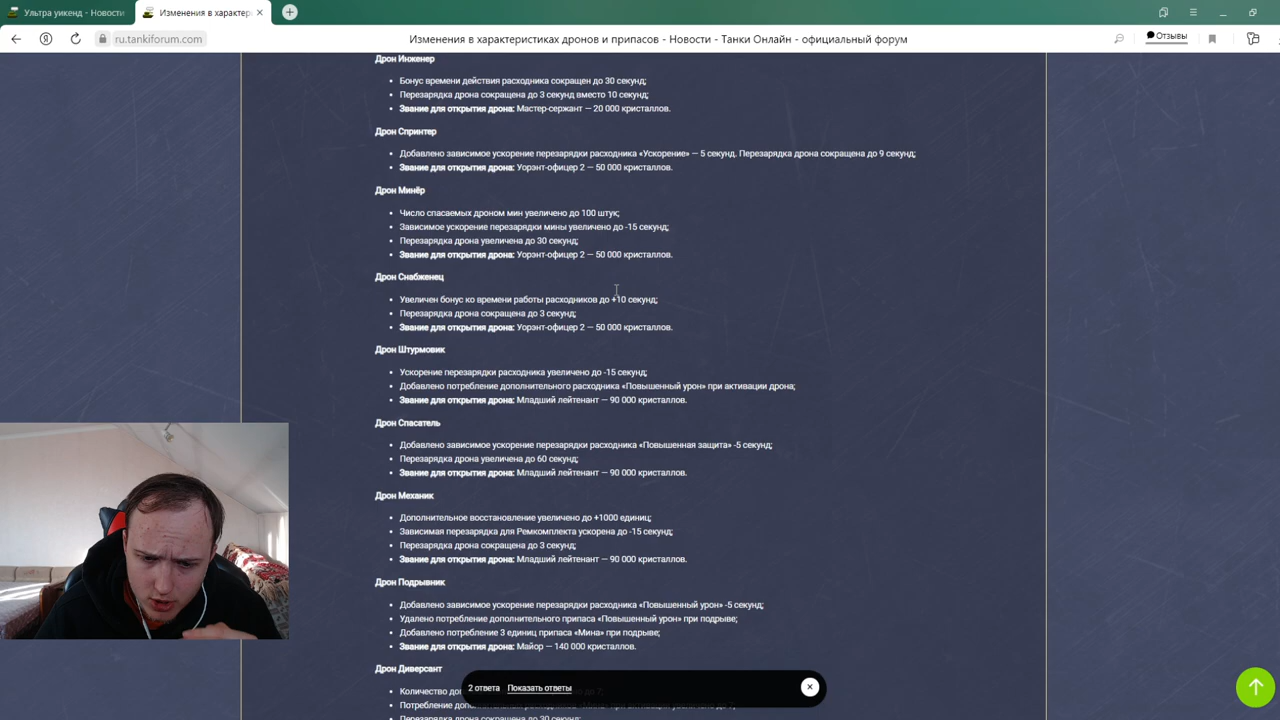 Ультра уикенд - Новости
Изменения в характер
ru.tankiforum.com
Изменения в характеристиках дронов и припасов - Новости - Танки Онлайн - официальный форум
Отзывы
Дрон Инженер
Бонус времени действия расходника сокращен до 30 секунд;
Перезарядка дрона сокращена до 3 секунд вместо 10 секунд;
Звание для открытия дрона: Мастер-сержант — 20 000 кристаллов.
Дрон Спринтер
Добавлено зависимое ускорение перезарядки расходника «Ускорение» — 5 секунд. Перезарядка дрона сокращена до 9 секунд;
Звание для открытия дрона: Уорэнт-офицер 2 — 50 000 кристаллов.
Дрон Минёр
Число спасаемых дроном мин увеличено до 100 штук;
Зависимое ускорение перезарядки мины увеличено до -15 секунд;
Перезарядка дрона увеличена до 30 секунд;
Звание для открытия дрона: Уорэнт-офицер 2 — 50 000 кристаллов.
Дрон Снабженец
Увеличен бонус ко времени работы расходников до +10 секунд;
Перезарядка дрона сокращена до 3 секунд;
Звание для открытия дрона: Уорэнт-офицер 2 — 50 000 кристаллов.
Дрон Штурмовик
Ускорение перезарядки расходника увеличено до -15 секунд;
Добавлено потребление дополнительного расходника «Повышенный урон» при активации дрона;
Звание для открытия дрона: Младший лейтенант — 90 000 кристаллов.
Дрон Спасатель
Добавлено зависимое ускорение перезарядки расходника «Повышенная защита» -5 секунд;
Перезарядка дрона увеличена до 60 секунд;
Звание для открытия дрона: Младший лейтенант — 90 000 кристаллов.
Дрон Механик
Дополнительное восстановление увеличено до +1000 единиц;
Зависимая перезарядка для Ремкомплекта ускорена до -15 секунд;
Перезарядка дрона сокращена до 3 секунд;
Звание для открытия дрона: Младший лейтенант — 90 000 кристаллов.
Дрон Подрывник
Добавлено зависимое ускорение перезарядки расходника «Повышенный урон» -5 секунд;
Удалено потребление дополнительного припаса «Повышенный урон» при подрыве;
Добавлено потребление 3 единиц припаса «Мина» при подрыве;
Звание для открытия дрона: Майор — 140 000 кристаллов.
Дрон Диверсант
2 ответа Показать ответы
Количество
Потребление
Перезарядка дрона сокращена до 30 секунд;